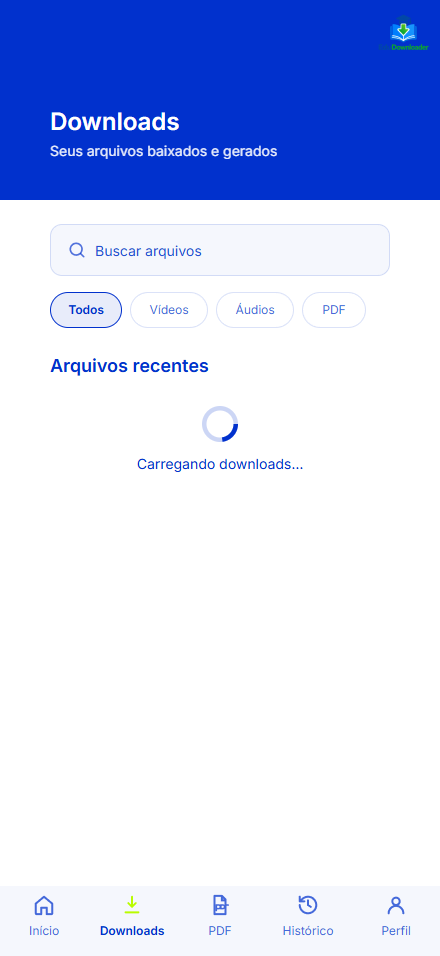 Downloader
Downloads
Seus arquivos baixados e gerados
Buscar arquivos
Todos
Vídeos
Áudios
PDF
Arquivos recentes
Carregando downloads...
Início
Downloads
PDF
Histórico
Perfil